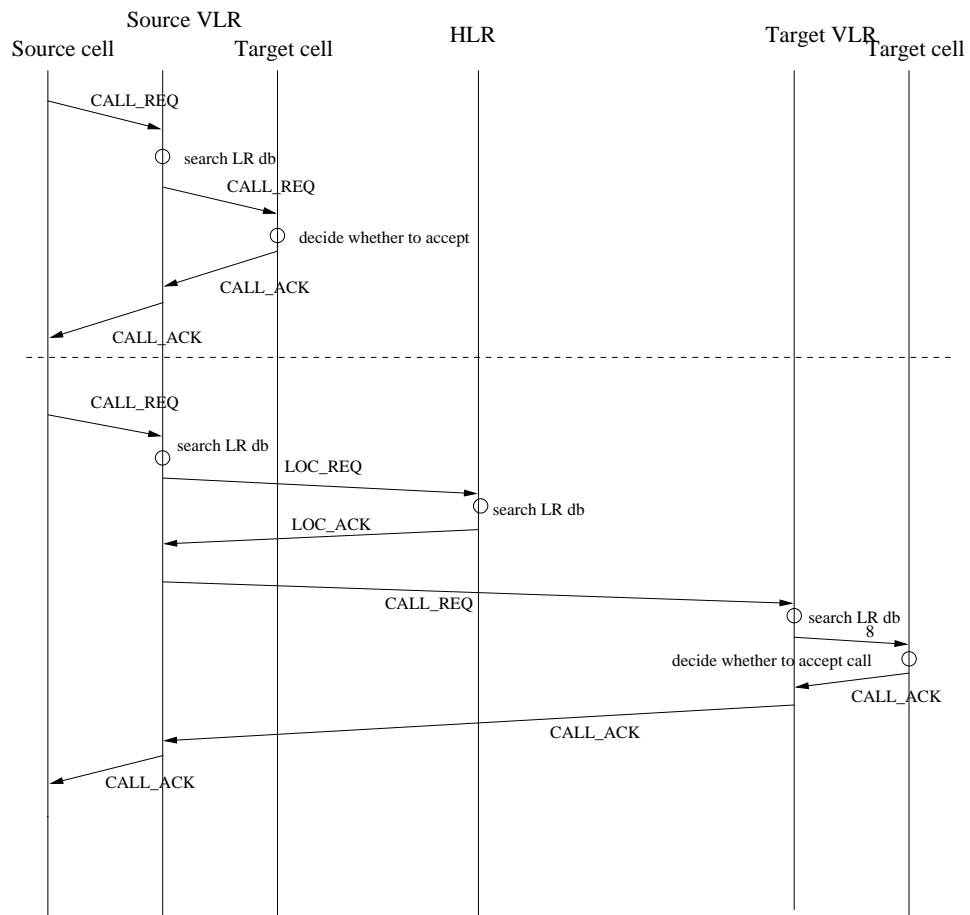 Source VLR
HLR
Target VLR
Source cell
Target cell
Target cell
CALL_REQ
search LR db
CALL_REQ
decide whether to accept
CALL_ACK
CALL_ACK
CALL_REQ
search LR db
LOC_REQ
search LR db
LOC_ACK
CALL_REQ
search LR db
8
decide whether to accept call
CALL_ACK
CALL_ACK
CALL_ACK